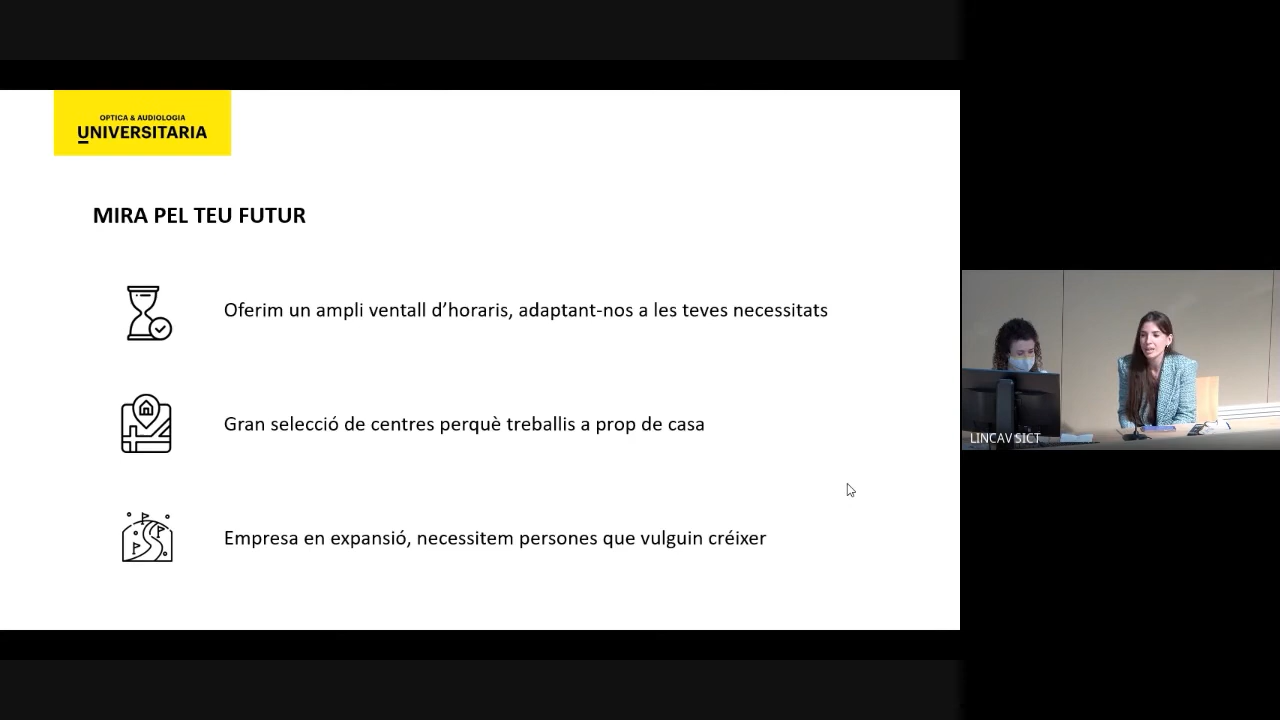 OPTICA & AUDIOLOGIA
UNIVERSITARIA
MIRA PEL TEU FUTUR
Oferim un ampli ventall d’horaris, adaptant-nos a les teves necessitats
Gran selecció de centres perquè treballis a prop de casa
Empresa en expansió, necessitem persones que vulguin créixer
LINCAV SICT